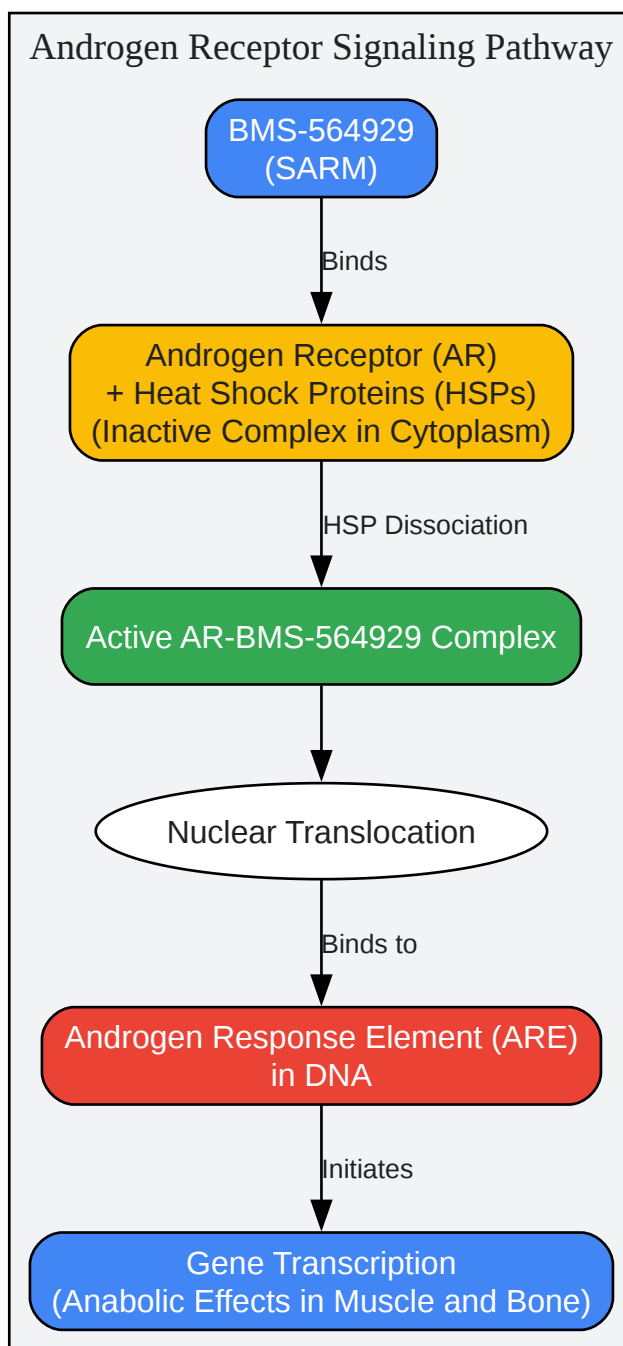 Androgen Receptor Signaling Pathway
BMS-564929
(SARM)
Binds
Androgen Receptor (AR)
+ Heat Shock Proteins (HSPs)
(Inactive Complex in Cytoplasm)
HSP Dissociation
Active AR-BMS-564929 Complex
Nuclear Translocation
Binds to
Androgen Response Element (ARE)
in DNA
Initiates
Gene Transcription
(Anabolic Effects in Muscle and Bone)